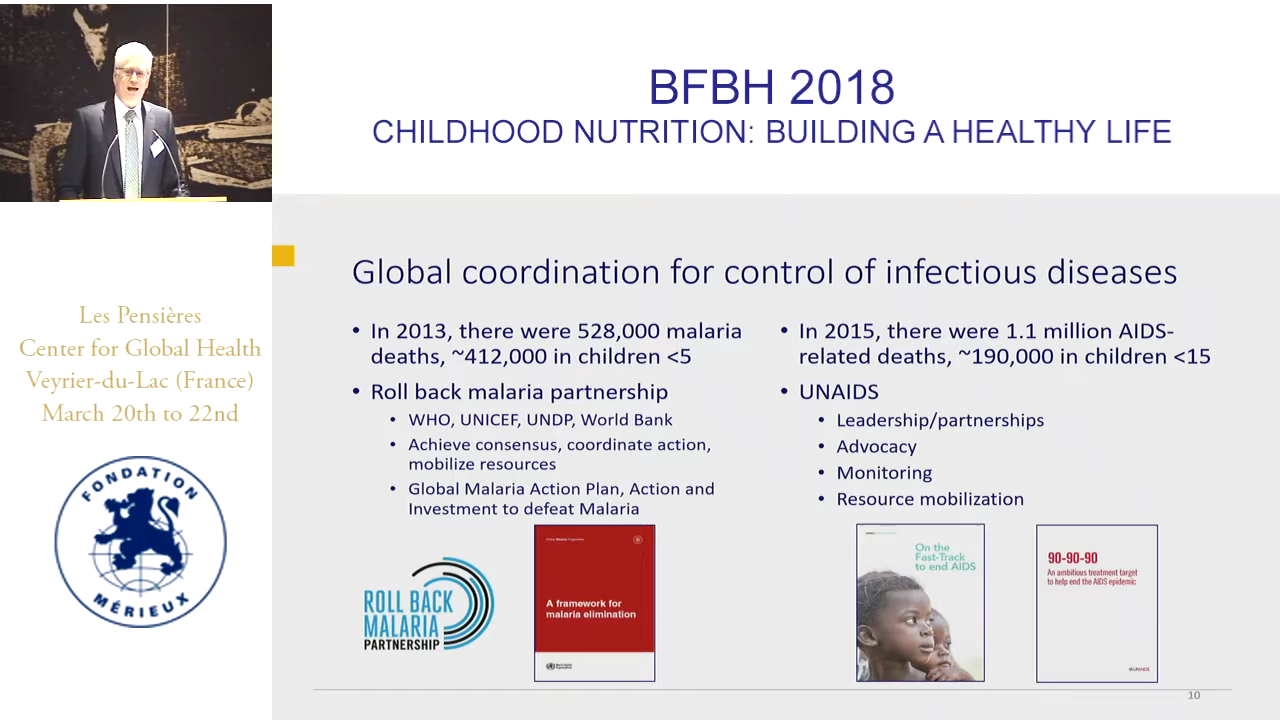 BFBH 2018
CHILDHOOD NUTRITION: BUILDING A HEALTHY LIFE
Les Pensières
Center for Global Health
Veyrier-du-Lac (France)
March 20th to 22nd
FONDATION
MÉRIEUX
Global coordination for control of infectious diseases
• In 2013, there were 528,000 malaria
deaths, ~412,000 in children <5
• Roll back malaria partnership
• WHO, UNICEF, UNDP, World Bank
• Achieve consensus, coordinate action,
mobilize resources
• Global Malaria Action Plan, Action and
Investment to defeat Malaria
• In 2015, there were 1.1 million AIDS-
related deaths, ~190,000 in children <15
• UNAIDS
• Leadership/partnerships
• Advocacy
• Monitoring
• Resource mobilization
ROLL BACK
MALARIA
PARTNERSHIP
A framework for
malaria elimination
On the
Fast-Track
to end AIDS
90-90-90
An ambitious treatment target
to help end the AIDS epidemic
UNAIDS
10